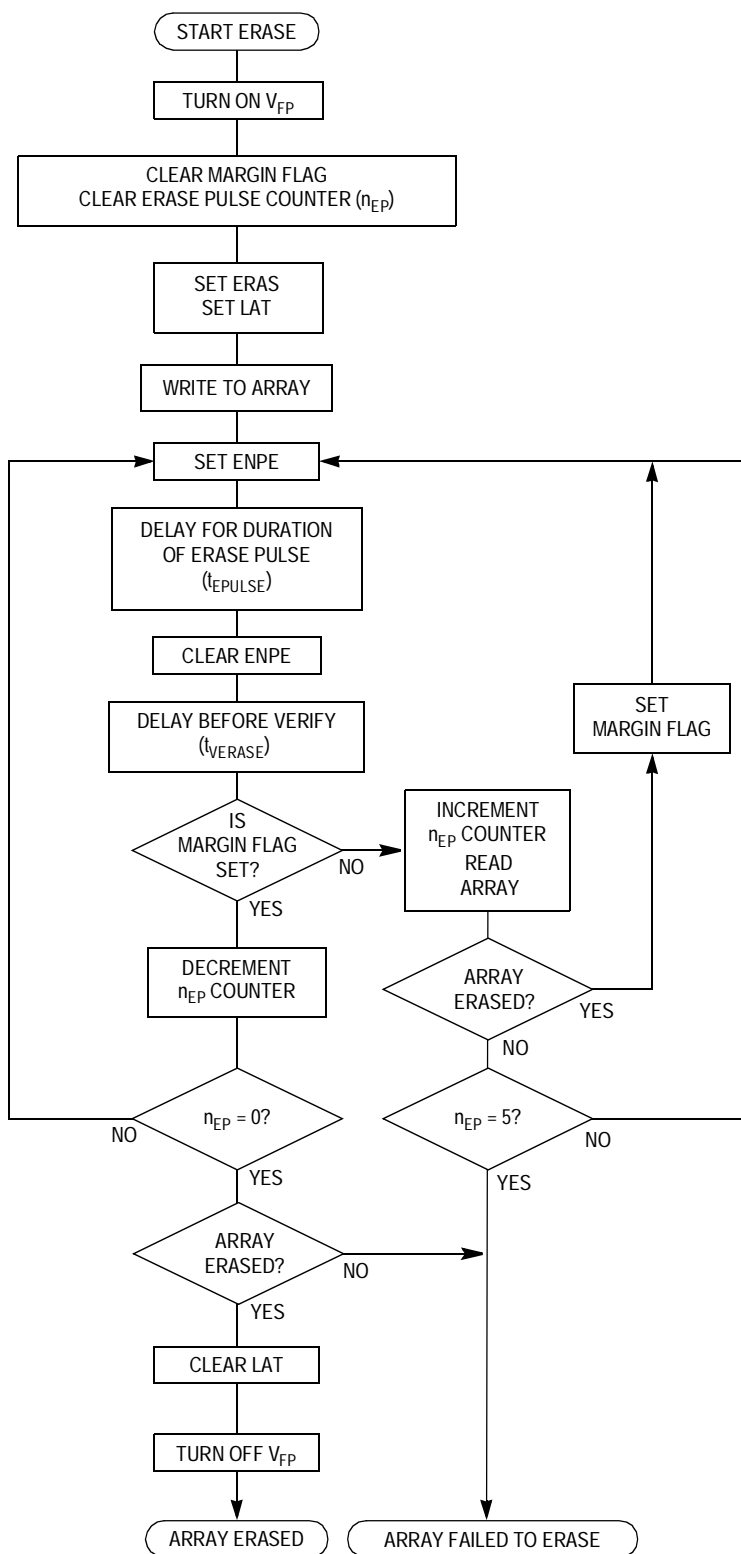 START ERASE
TURN ON VFP
CLEAR MARGIN FLAG
CLEAR ERASE PULSE COUNTER (nEP)
SET ERAS
SET LAT
WRITE TO ARRAY
SET ENPE
DELAY FOR DURATION
OF ERASE PULSE
(tEPULSE)
CLEAR ENPE
DELAY BEFORE VERIFY
(tVERASE)
SET
MARGIN FLAG
IS
MARGIN FLAG
SET?
NO
YES
INCREMENT
nEP COUNTER
READ
ARRAY
DECREMENT
nEP COUNTER
ARRAY
ERASED?
YES
NO
nEP = 0?
NO
YES
nEP = 5?
NO
YES
ARRAY
ERASED?
NO
YES
CLEAR LAT
TURN OFF VFP
ARRAY ERASED
ARRAY FAILED TO ERASE